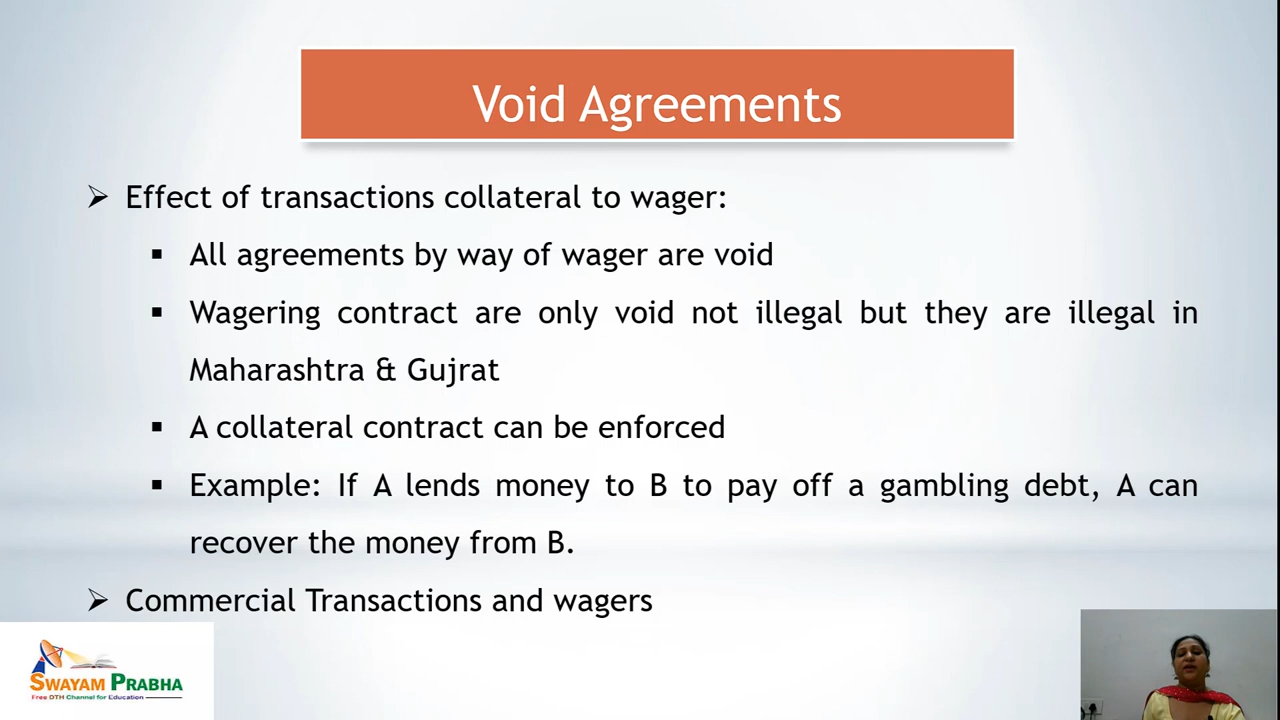 Void Agreements
Effect of transactions collateral to wager:
All agreements by way of wager are void
Wagering contract are only void not illegal but they are illegal in
Maharashtra & Gujrat
A collateral contract can be enforced
Example: If A lends money to B to pay off a gambling debt, A can
recover the money from B.
Commercial Transactions and wagers
SWAYAM PRABHA
Free DTH Channel for Education